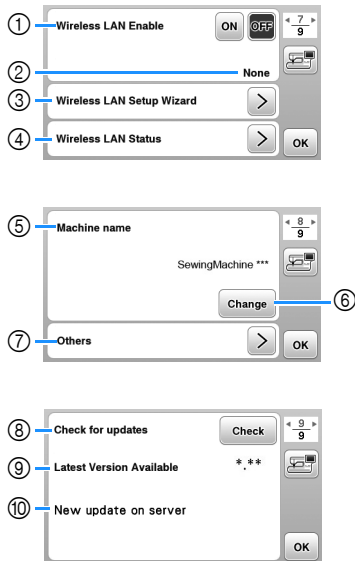 ① Wireless LAN Enable ON OFF 7
9
② None
③ Wireless LAN Setup Wizard >
④ Wireless LAN Status > OK
⑤ Machine name 8
9
SewingMachine ***
Change ⑥
⑦ Others > OK
⑧ Check for updates Check 9
9
⑨ Latest Version Available *.**
⑩ New update on server
OK